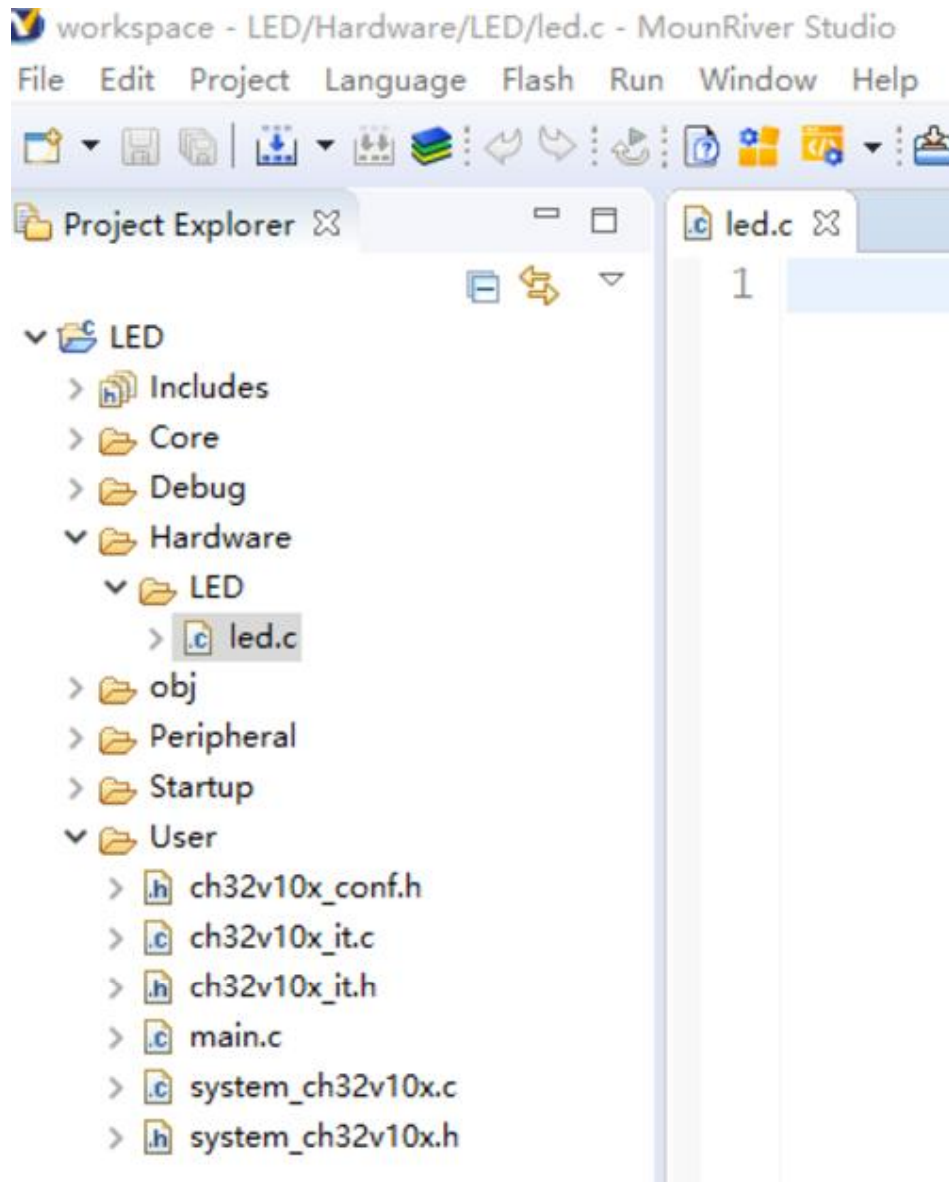 workspace - LED/Hardware/LED/led.c - MounRiver Studio
File Edit Project Language Flash Run Window Help
Project Explorer
led.c
1
LED
Includes
Core
Debug
Hardware
LED
led.c
obj
Peripheral
Startup
User
ch32v10x_conf.h
ch32v10x_it.c
ch32v10x_it.h
main.c
system_ch32v10x.c
system_ch32v10x.h